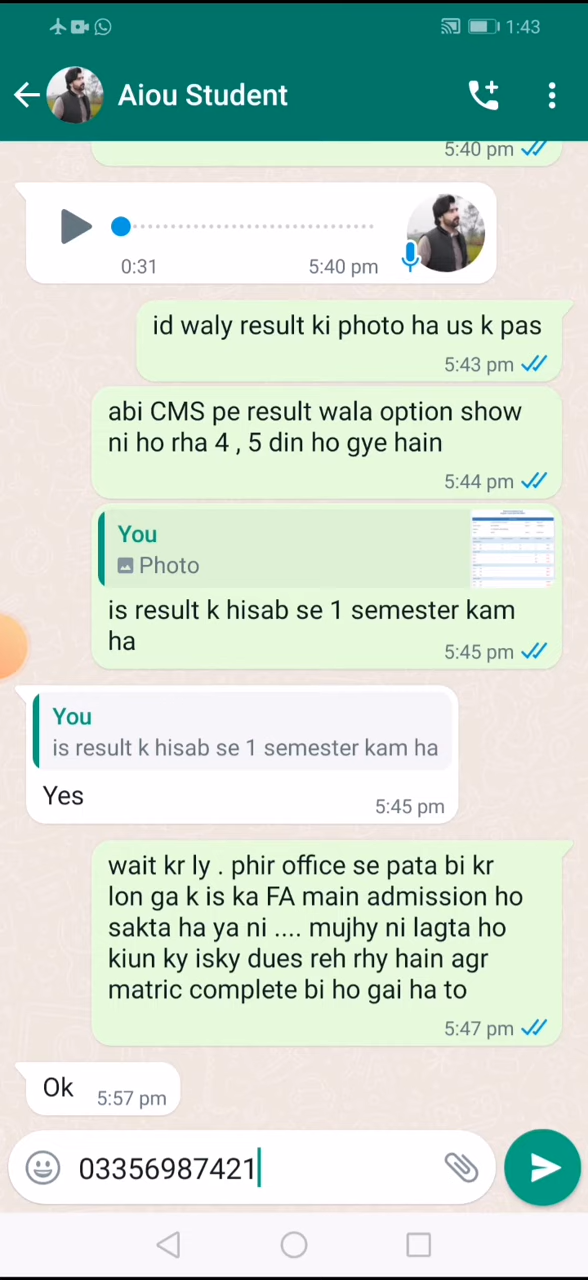 1:43
Aiou Student
5:40 pm
0:31
5:40 pm
id waly result ki photo ha us k pas
5:43 pm
abi CMS pe result wala option show
ni ho rha 4 , 5 din ho gye hain
5:44 pm
You
Photo
is result k hisab se 1 semester kam
ha
5:45 pm
You
is result k hisab se 1 semester kam ha
Yes
5:45 pm
wait kr ly . phir office se pata bi kr
lon ga k is ka FA main admission ho
sakta ha ya ni .... mujhy ni lagta ho
kiun ky isky dues reh rhy hain agr
matric complete bi ho gai ha to
5:47 pm
Ok
5:57 pm
03356987421